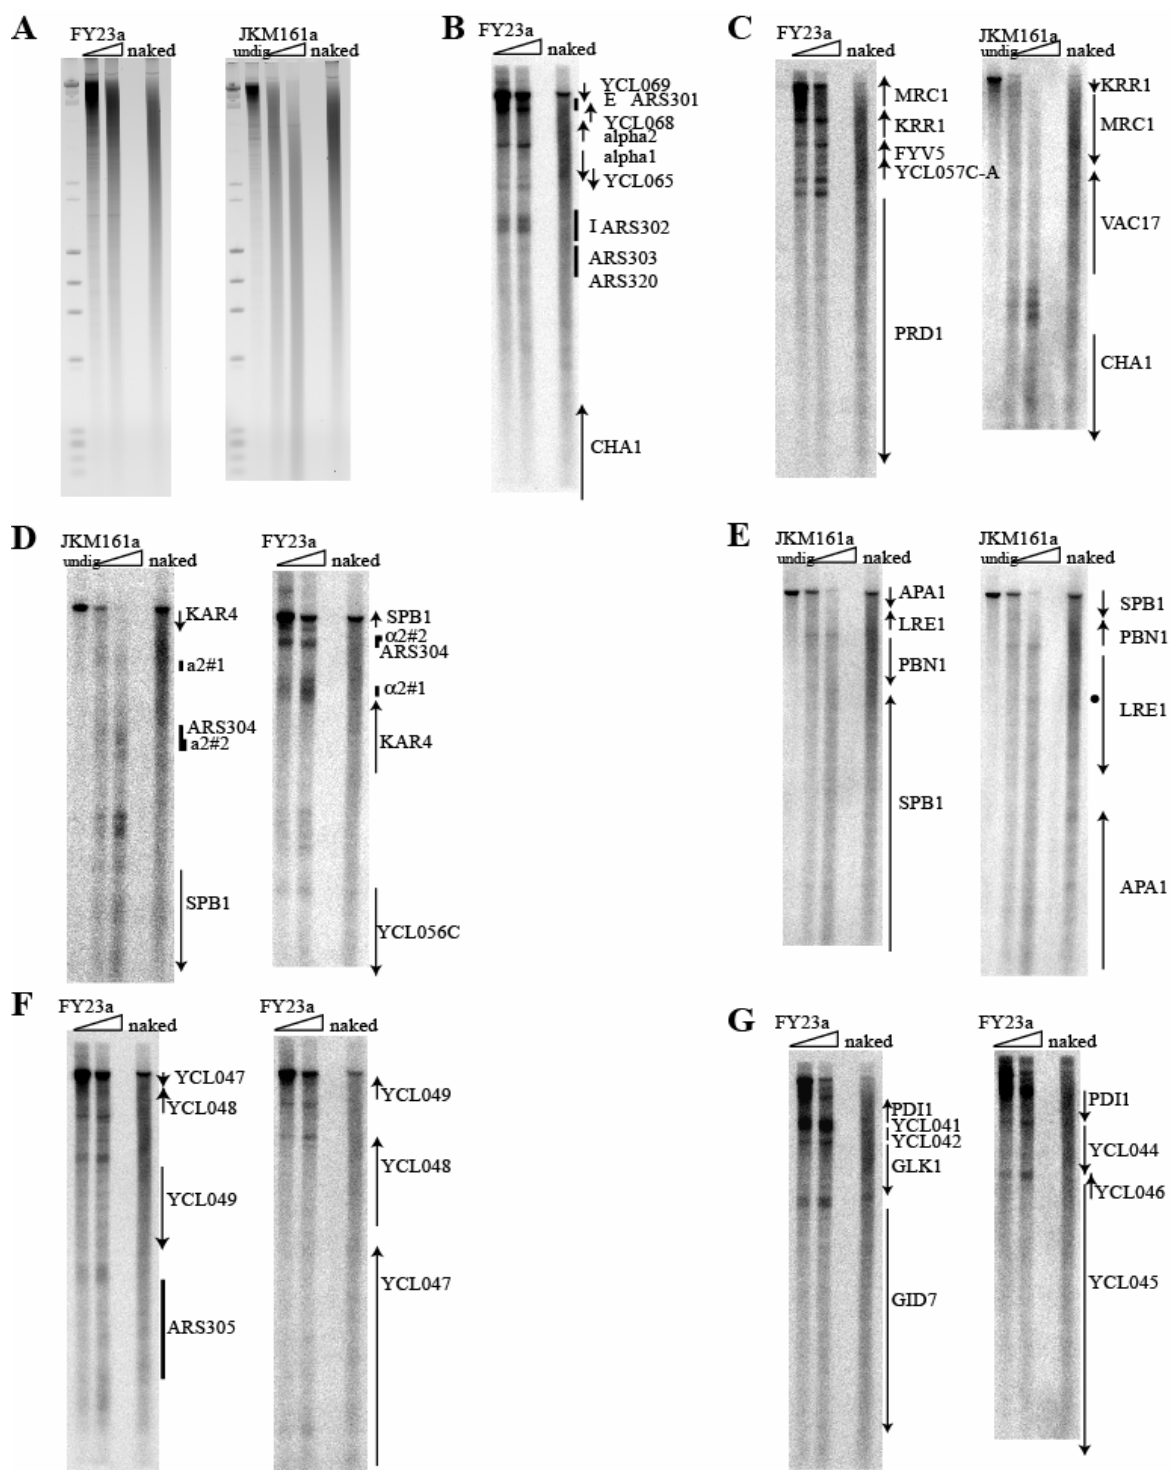 A
FY23a
naked
JKM161a
undig
naked
B
FY23a
naked
YCL069
E ARS301
YCL068
alpha2
alpha1
YCL065
I ARS302
ARS303
ARS320
CHA1
C
FY23a
naked
MRC1
KRR1
FYV5
YCL057C-A
PRD1
JKM161a
undig
naked
KRR1
MRC1
VAC17
CHA1
D
JKM161a
undig
naked
KAR4
a2#1
ARS304
a2#2
SPB1
FY23a
naked
SPB1
α2#2
ARS304
α2#1
KAR4
YCL056C
E
JKM161a
undig
naked
APA1
LRE1
PBN1
SPB1
JKM161a
undig
naked
SPB1
PBN1
LRE1
APA1
F
FY23a
naked
YCL047
YCL048
YCL049
ARS305
FY23a
naked
YCL049
YCL048
YCL047
G
FY23a
naked
PDI1
YCL041
YCL042
GLK1
GID7
FY23a
naked
PDI1
YCL044
YCL046
YCL045